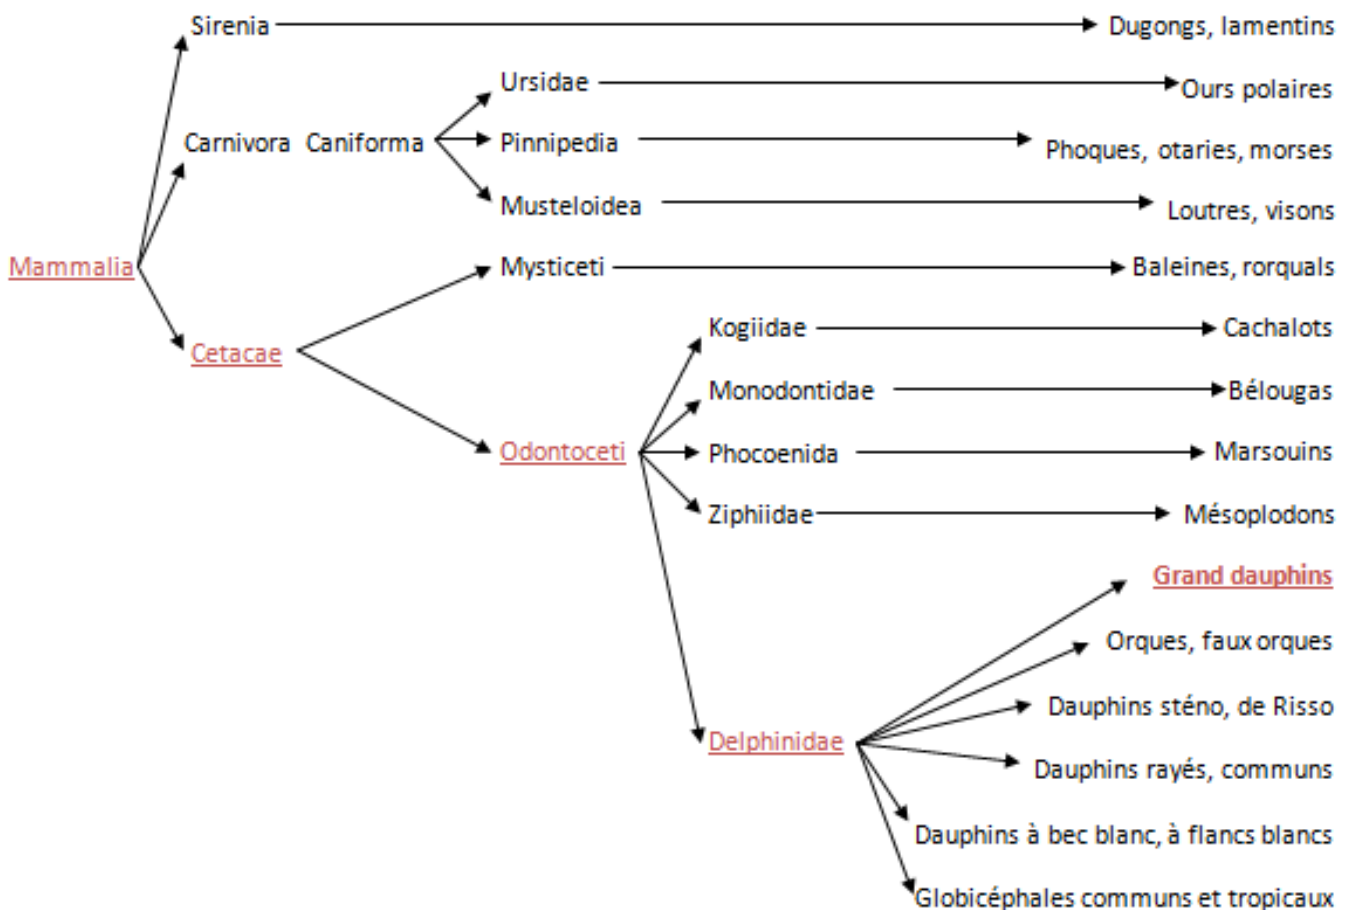 Sirenia
Dugongs, lamentins
Ursidae
Ours polaires
Carnivora Caniforma
Pinnipedia
Phoques, otaries, morses
Musteloidea
Loutres, visons
Mammalia
Mysticeti
Baleines, rorquals
Kogiidae
Cachalots
Cetacae
Monodontidae
Bélougas
Odontoceti
Phocoenida
Marsouins
Ziphiidae
Mésoplodons
Grand dauphins
Orques, faux orques
Dauphins sténo, de Risso
Delphinidae
Dauphins rayés, communs
Dauphins à bec blanc, à flancs blancs
Globicéphales communs et tropicaux